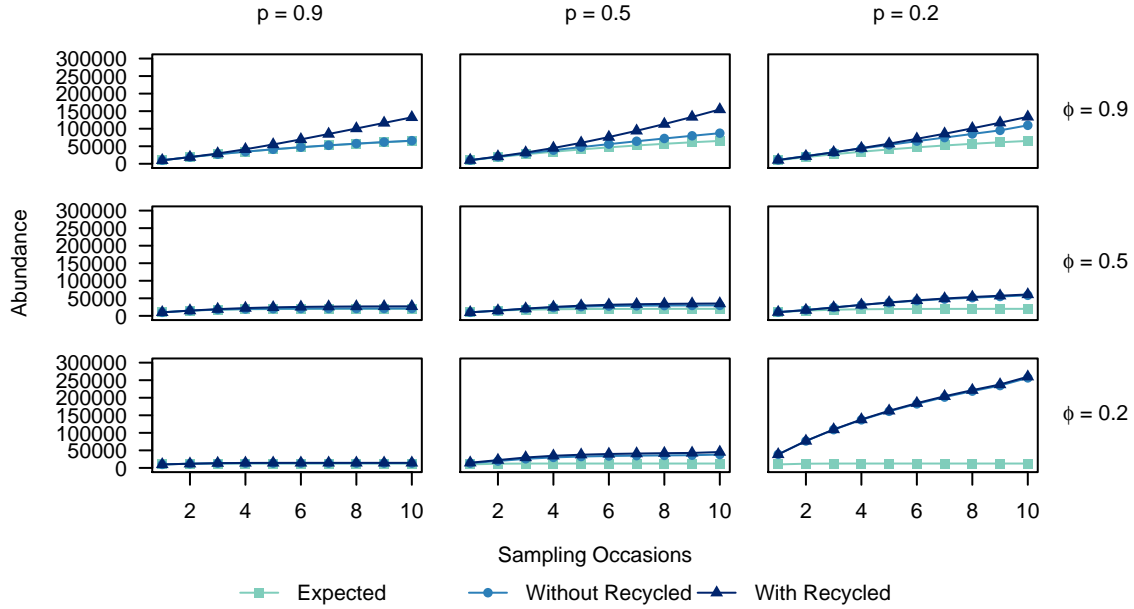 p = 0.9 p = 0.5 p = 0.2
300000
250000
200000
150000
100000
50000
0
ϕ = 0.9
300000
250000
200000
150000
100000
50000
0
ϕ = 0.5
300000
250000
200000
150000
100000
50000
0
ϕ = 0.2
Abundance
2 4 6 8 10 2 4 6 8 10 2 4 6 8 10
Sampling Occasions
Expected Without Recycled With Recycled